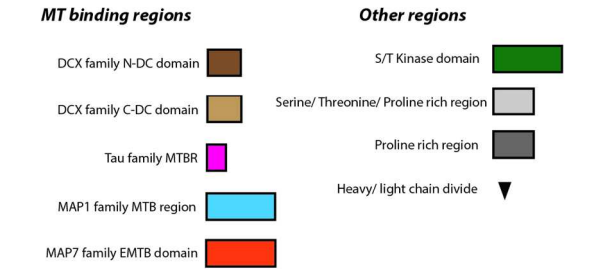 MT binding regions
DCX family N-DC domain
DCX family C-DC domain
Tau family MTBR
MAP1 family MTB region
MAP7 family EMTB domain
Other regions
S/T Kinase domain
Serine/ Threonine/ Proline rich region
Proline rich region
Heavy/ light chain divide